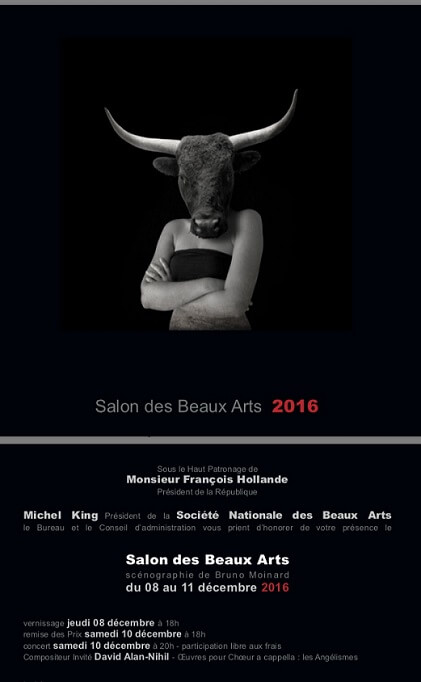 Salon des Beaux Arts 2016
Sous le Haut Patronage de
Monsieur François Hollande
Président de la République
Michel King Président de la Société Nationale des Beaux Arts
le Bureau et le Conseil d'administration vous prient d'honorer de votre présence le
Salon des Beaux Arts
scénographie de Bruno Moinard
du 08 au 11 décembre 2016
vernissage jeudi 08 décembre à 18h
remise des Prix samedi 10 décembre à 18h
concert samedi 10 décembre à 20h - participation libre aux frais
Compositeur Invité David Alan-Nihil - Œuvres pour Chœur a cappella : les Angélismes